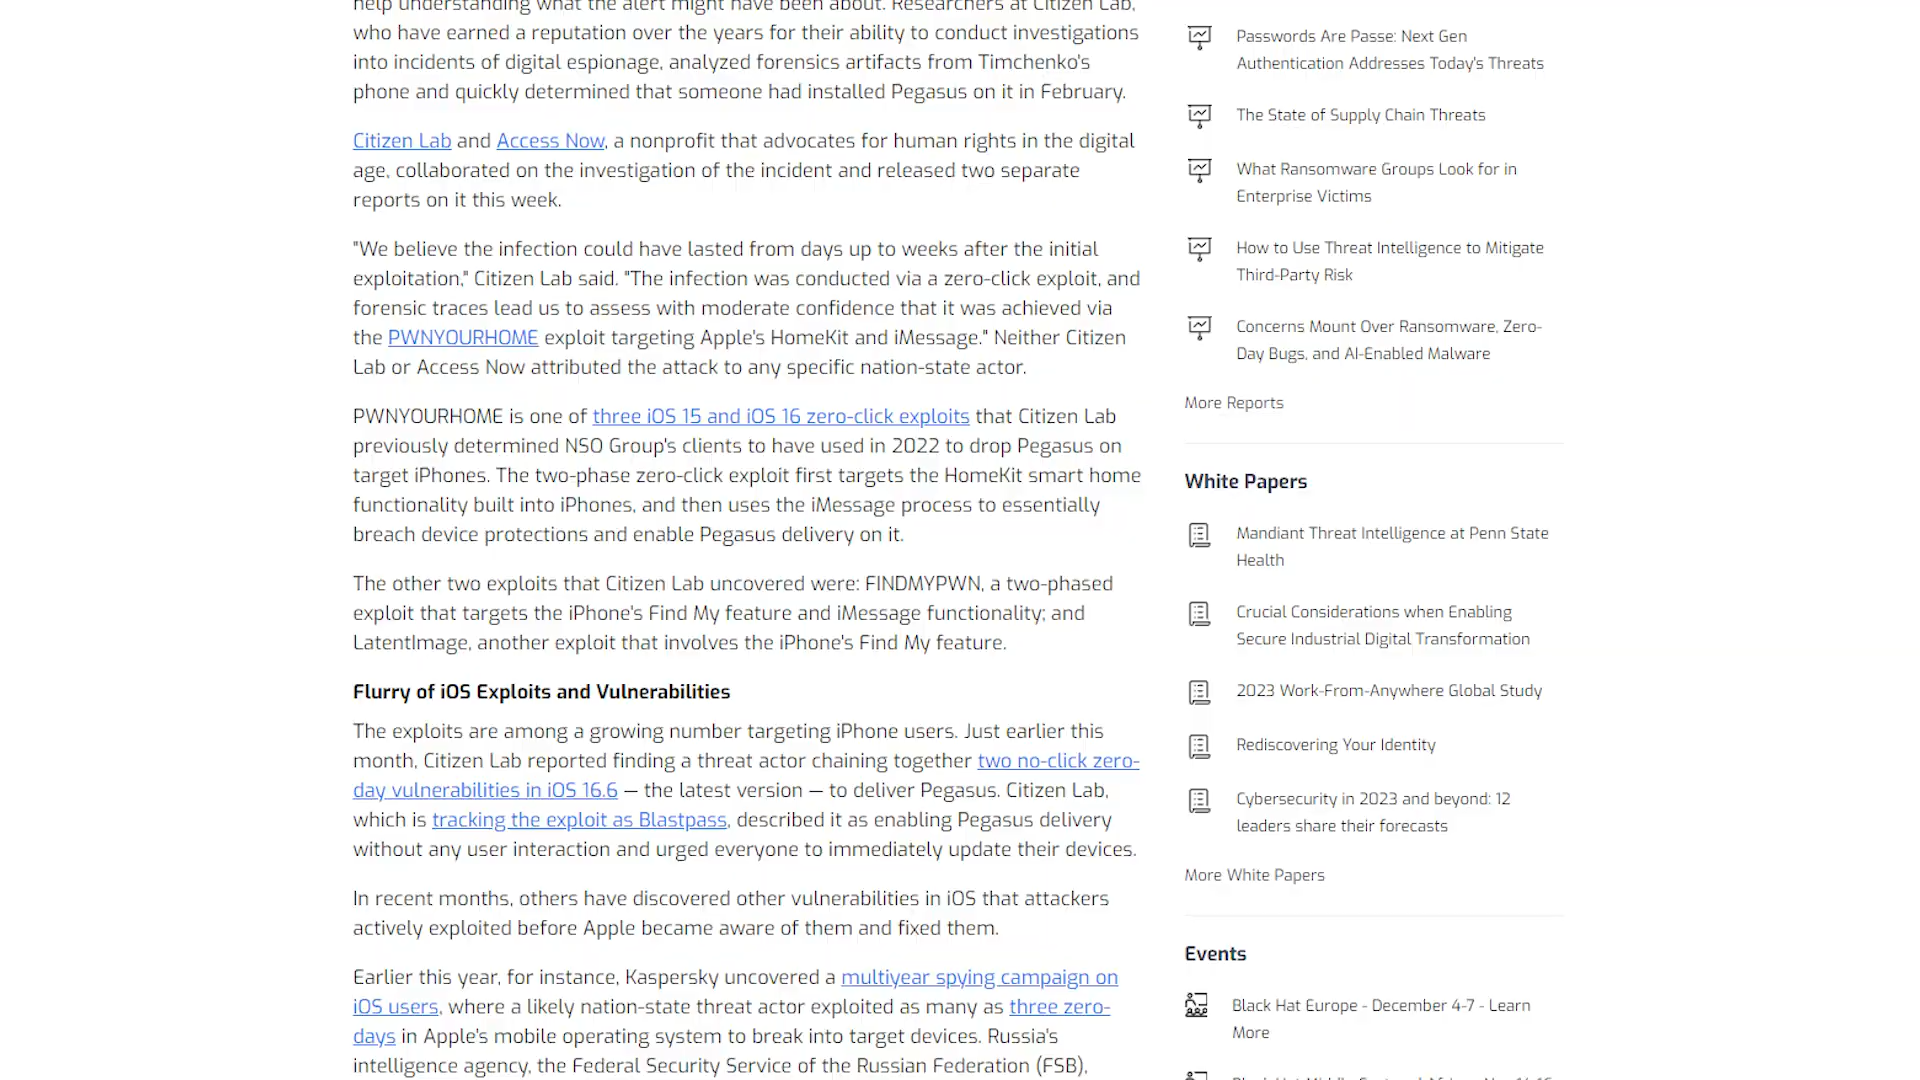 help understanding what the alert might have been about. Researchers at Citizen Lab,
who have earned a reputation over the years for their ability to conduct investigations
into incidents of digital espionage, analyzed forensics artifacts from Timchenko's
phone and quickly determined that someone had installed Pegasus on it in February.
Citizen Lab and Access Now, a nonprofit that advocates for human rights in the digital
age, collaborated on the investigation of the incident and released two separate
reports on it this week.
"We believe the infection could have lasted from days up to weeks after the initial
exploitation," Citizen Lab said. "The infection was conducted via a zero-click exploit, and
forensic traces lead us to assess with moderate confidence that it was achieved via
the PWNYOURHOME exploit targeting Apple's HomeKit and iMessage." Neither Citizen
Lab or Access Now attributed the attack to any specific nation-state actor.
PWNYOURHOME is one of three iOS 15 and iOS 16 zero-click exploits that Citizen Lab
previously determined NSO Group's clients to have used in 2022 to drop Pegasus on
target iPhones. The two-phase zero-click exploit first targets the HomeKit smart home
functionality built into iPhones, and then uses the iMessage process to essentially
breach device protections and enable Pegasus delivery on it.
The other two exploits that Citizen Lab uncovered were: FINDMYPWN, a two-phased
exploit that targets the iPhone's Find My feature and iMessage functionality; and
LatentImage, another exploit that involves the iPhone's Find My feature.
Flurry of iOS Exploits and Vulnerabilities
The exploits are among a growing number targeting iPhone users. Just earlier this
month, Citizen Lab reported finding a threat actor chaining together two no-click zero-
day vulnerabilities in iOS 16.6 — the latest version — to deliver Pegasus. Citizen Lab,
which is tracking the exploit as Blastpass, described it as enabling Pegasus delivery
without any user interaction and urged everyone to immediately update their devices.
In recent months, others have discovered other vulnerabilities in iOS that attackers
actively exploited before Apple became aware of them and fixed them.
Earlier this year, for instance, Kaspersky uncovered a multiyear spying campaign on
iOS users, where a likely nation-state threat actor exploited as many as three zero-
days in Apple's mobile operating system to break into target devices. Russia's
intelligence agency, the Federal Security Service of the Russian Federation (FSB),
Passwords Are Passe: Next Gen
Authentication Addresses Today's Threats
The State of Supply Chain Threats
What Ransomware Groups Look for in
Enterprise Victims
How to Use Threat Intelligence to Mitigate
Third-Party Risk
Concerns Mount Over Ransomware, Zero-
Day Bugs, and AI-Enabled Malware
More Reports
White Papers
Mandiant Threat Intelligence at Penn State
Health
Crucial Considerations when Enabling
Secure Industrial Digital Transformation
2023 Work-From-Anywhere Global Study
Rediscovering Your Identity
Cybersecurity in 2023 and beyond: 12
leaders share their forecasts
More White Papers
Events
Black Hat Europe - December 4-7 - Learn
More